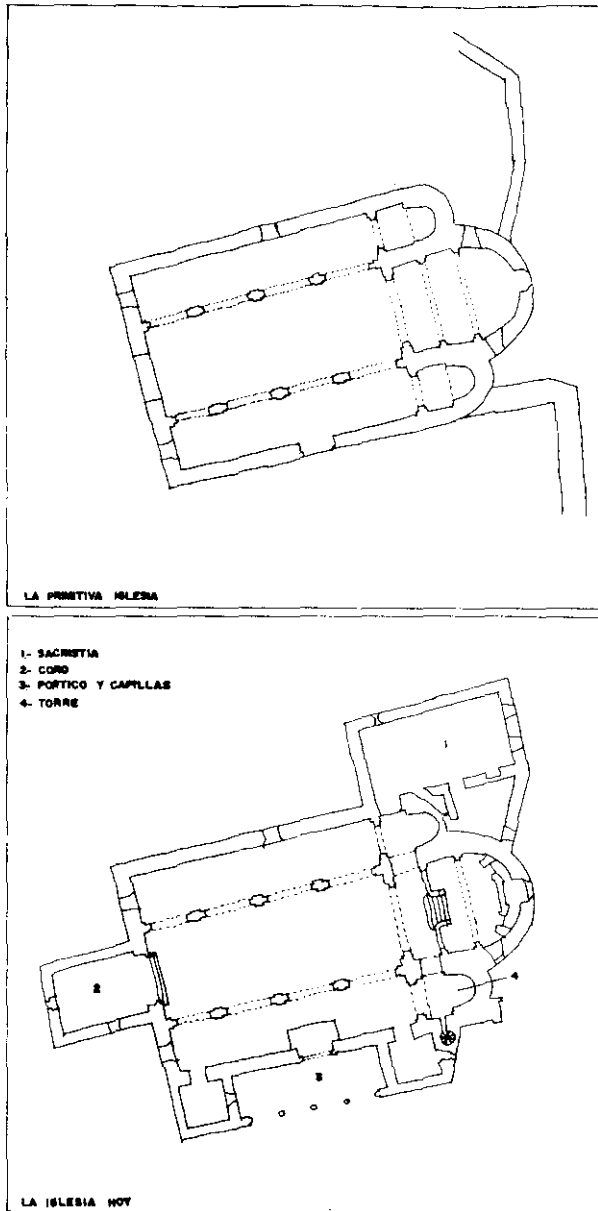 LA PRIMITIVA IGLESIA
1- SACRISTIA
2- CORO
3- PORTICO Y CAPILLAS
4- TORRE
1
2
4
3
LA IGLESIA HOY